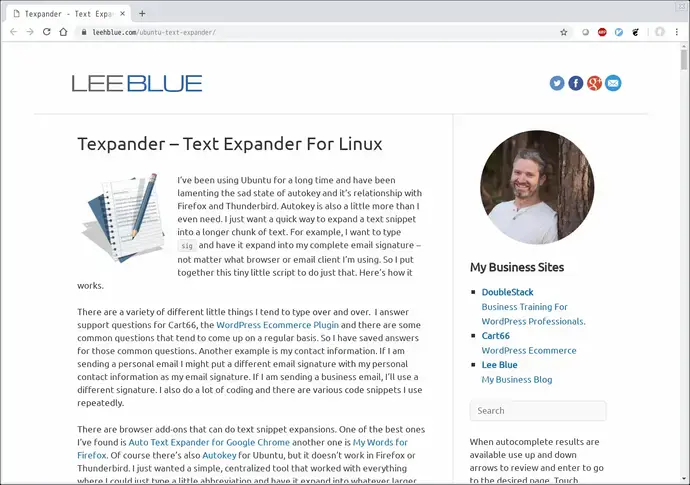 Texpander - Text Expa
leehblue.com/ubuntu-text-expander/
LEEBLUE
Texpander – Text Expander For Linux
I've been using Ubuntu for a long time and have been
lamenting the sad state of autokey and it's relationship with
Firefox and Thunderbird. Autokey is also a little more than I
even need. I just want a quick way to expand a text snippet
into a longer chunk of text. For example, I want to type
sig and have it expand into my complete email signature –
not matter what browser or email client I'm using. So I put
together this tiny little script to do just that. Here's how it
works.
There are a variety of different little things I tend to type over and over. I answer
support questions for Cart66, the WordPress Ecommerce Plugin and there are some
common questions that tend to come up on a regular basis. So I have saved answers
for those common questions. Another example is my contact information. If I am
sending a personal email I might put a different email signature with my personal
contact information as my email signature. If I am sending a business email, I'll use a
different signature. I also do a lot of coding and there are various code snippets I use
repeatedly.
There are browser add-ons that can do text snippet expansions. One of the best ones
I've found is Auto Text Expander for Google Chrome another one is My Words for
Firefox. Of course there's also Autokey for Ubuntu, but it doesn't work in Firefox or
Thunderbird. I just wanted a simple, centralized tool that worked with everything
where I could just type a little abbreviation and have it expand into whatever larger
My Business Sites
DoubleStack
Business Training For
WordPress Professionals.
Cart66
WordPress Ecommerce
Lee Blue
My Business Blog
Search
When autocomplete results are
available use up and down
arrows to review and enter to go
to the desired page. Touch